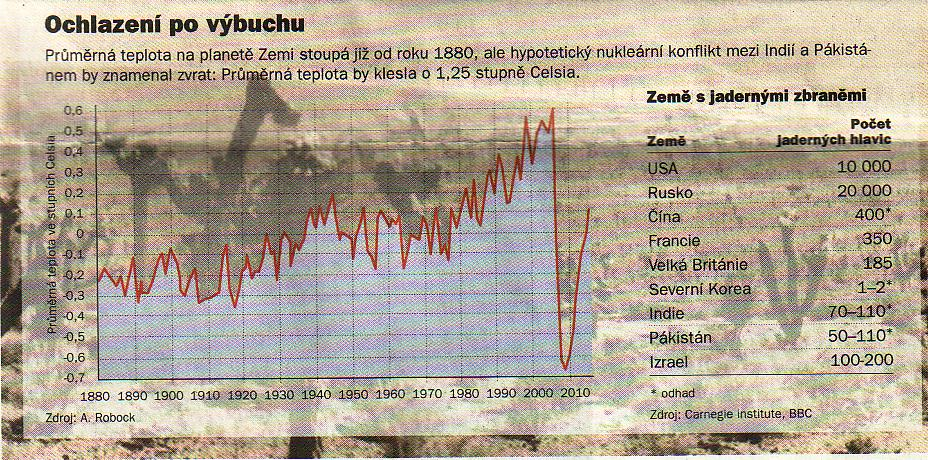 Ochlazení po výbuchu
Průměrná teplota na planetě Zemi stoupá již od roku 1880, ale hypotetický nukleární konflikt mezi Indií a Pákistá-
nem by znamenal zvrat: Průměrná teplota by klesla o 1,25 stupně Celsia.
Průměrná teplota ve stupních Celsia
0,6
0,5
0,4
0,3
0,2
0,1
0
-0,1
-0,2
-0,3
-0,4
-0,5
-0,6
-0,7
1880 1890 1900 1910 1920 1930 1940 1950 1960 1970 1980 1990 2000 2010
Zdroj: A. Robock
Země s jadernými zbraněmi
Počet
Země jaderných hlavic
USA 10 000
Rusko 20 000
Čína 400*
Francie 350
Velká Británie 185
Severní Korea 1–2*
Indie 70–110*
Pákistán 50–110*
Izrael 100-200
* odhad
Zdroj: Carnegie Institute, BBC